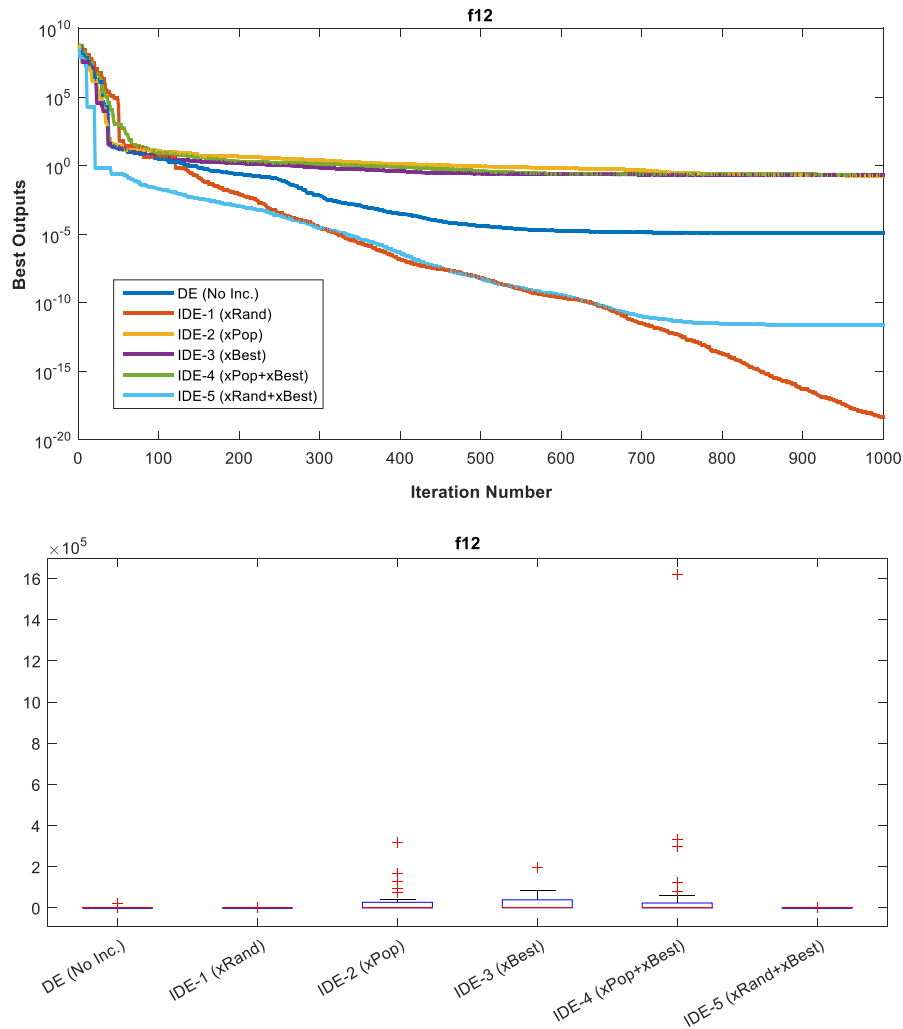 f12
10^10
10^5
10^0
10^-5
10^-10
10^-15
10^-20
Best Outputs
DE (No Inc.)
IDE-1 (xRand)
IDE-2 (xPop)
IDE-3 (xBest)
IDE-4 (xPop+xBest)
IDE-5 (xRand+xBest)
0 100 200 300 400 500 600 700 800 900 1000
Iteration Number
f12
×10^5
16
14
12
10
8
6
4
2
0
DE (No Inc.)
IDE-1 (xRand)
IDE-2 (xPop)
IDE-3 (xBest)
IDE-4 (xPop+xBest)
IDE-5 (xRand+xBest)